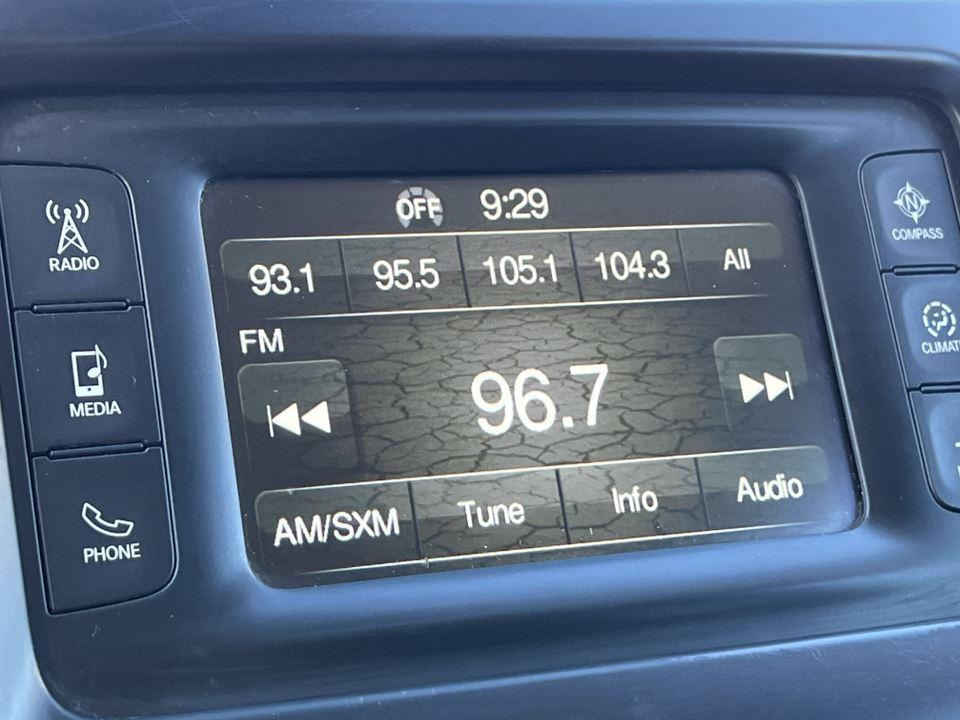 OFF 9:29
93.1 95.5 105.1 104.3 All
FM
96.7
AM/SXM Tune Info Audio
RADIO
MEDIA
PHONE
N
COMPASS
CLIMAT